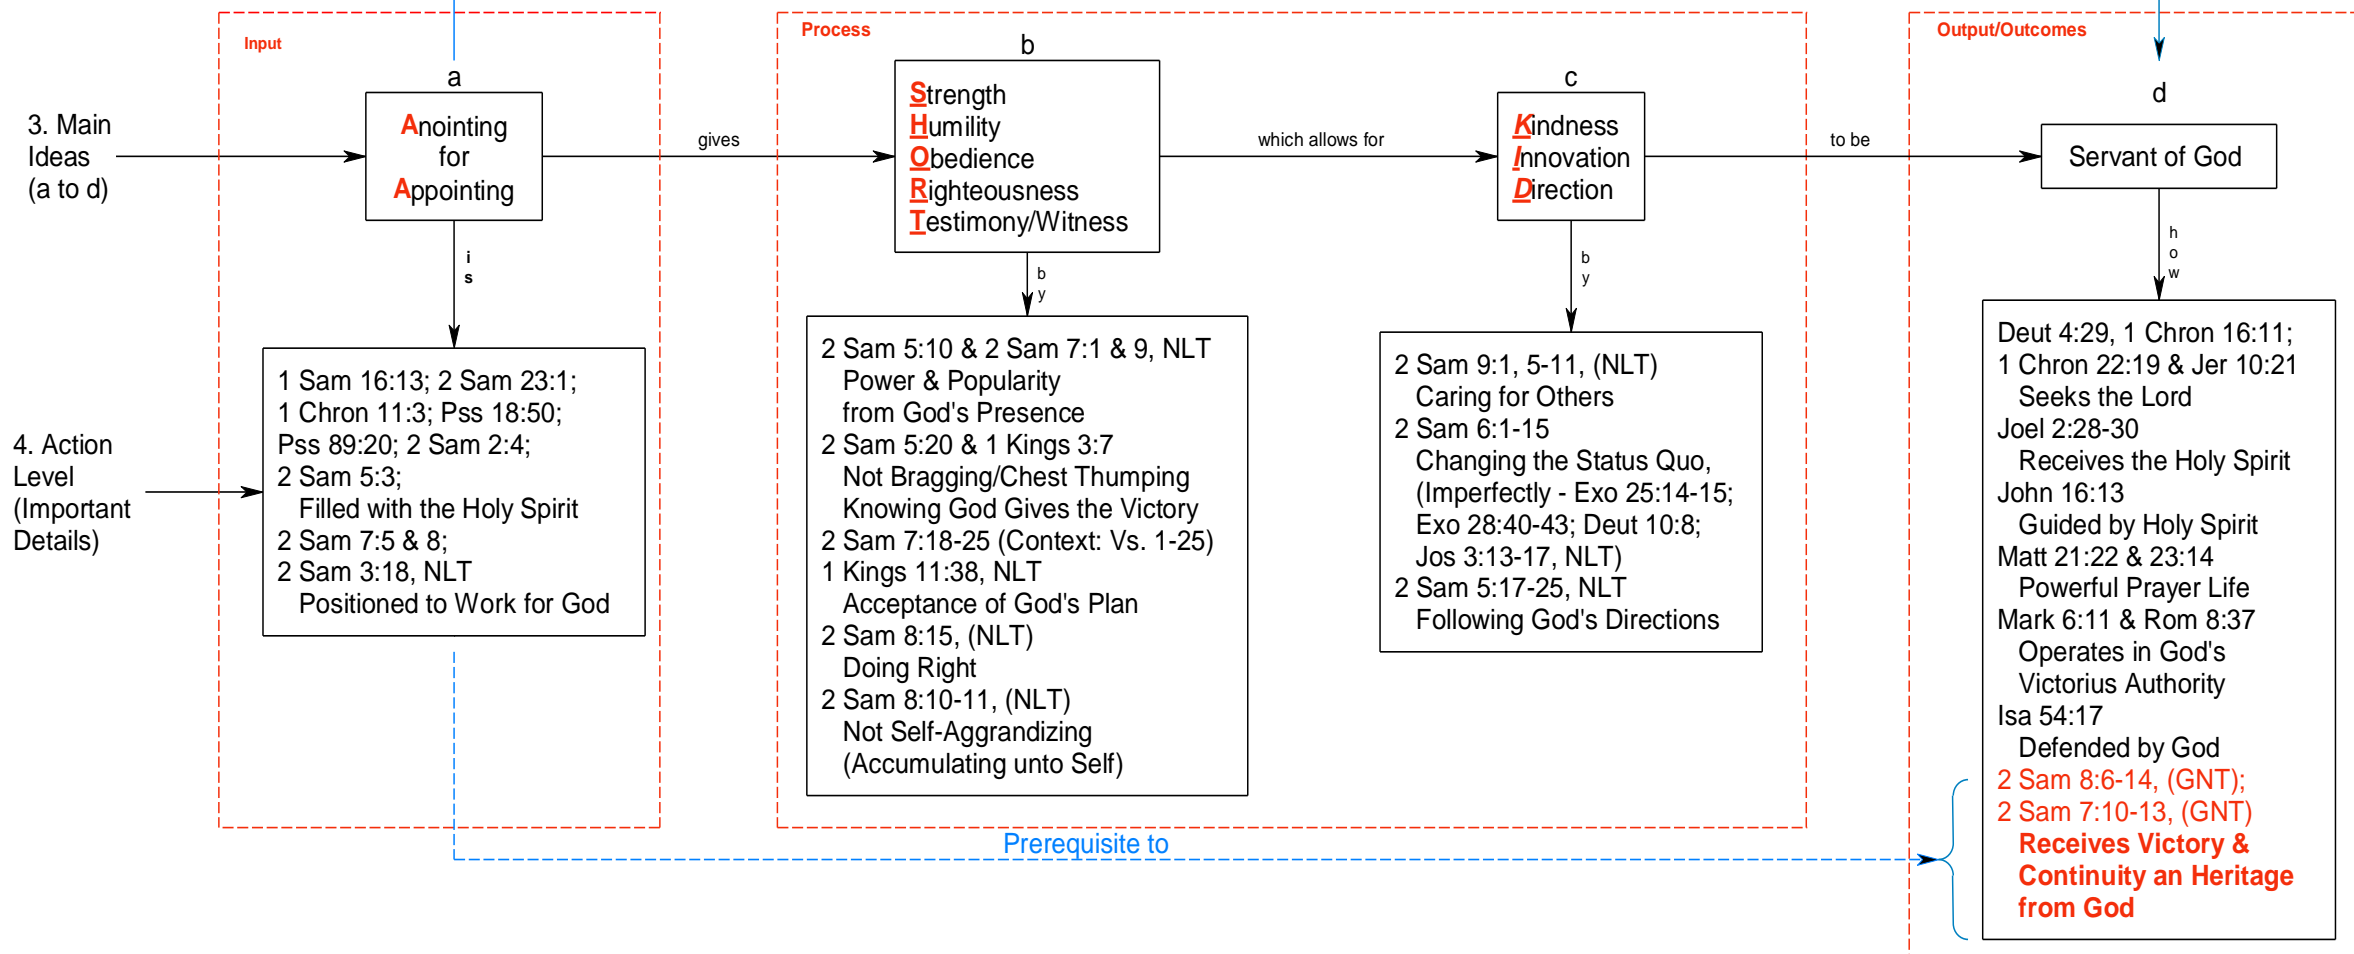 Input
Process
Output/Outcomes
3. Main
Ideas
(a to d)
a
Anointing
for
Appointing
gives
b
Strength
Humility
Obedience
Righteousness
Testimony/Witness
which allows for
c
Kindness
Innovation
Direction
to be
d
Servant of God
i
s
b
y
b
y
h
o
w
4. Action
Level
(Important
Details)
1 Sam 16:13; 2 Sam 23:1;
1 Chron 11:3; Pss 18:50;
Pss 89:20; 2 Sam 2:4;
2 Sam 5:3;
Filled with the Holy Spirit
2 Sam 7:5 & 8;
2 Sam 3:18, NLT
Positioned to Work for God
2 Sam 5:10 & 2 Sam 7:1 & 9, NLT
Power & Popularity
from God's Presence
2 Sam 5:20 & 1 Kings 3:7
Not Bragging/Chest Thumping
Knowing God Gives the Victory
2 Sam 7:18-25 (Context: Vs. 1-25)
1 Kings 11:38, NLT
Acceptance of God's Plan
2 Sam 8:15, (NLT)
Doing Right
2 Sam 8:10-11, (NLT)
Not Self-Aggrandizing
(Accumulating unto Self)
2 Sam 9:1, 5-11, (NLT)
Caring for Others
2 Sam 6:1-15
Changing the Status Quo,
(Imperfectly - Exo 25:14-15;
Exo 28:40-43; Deut 10:8;
Jos 3:13-17, NLT)
2 Sam 5:17-25, NLT
Following God's Directions
Deut 4:29, 1 Chron 16:11;
1 Chron 22:19 & Jer 10:21
Seeks the Lord
Joel 2:28-30
Receives the Holy Spirit
John 16:13
Guided by Holy Spirit
Matt 21:22 & 23:14
Powerful Prayer Life
Mark 6:11 & Rom 8:37
Operates in God's
Victorius Authority
Isa 54:17
Defended by God
2 Sam 8:6-14, (GNT);
2 Sam 7:10-13, (GNT)
Receives Victory &
Continuity an Heritage
from God
Prerequisite to